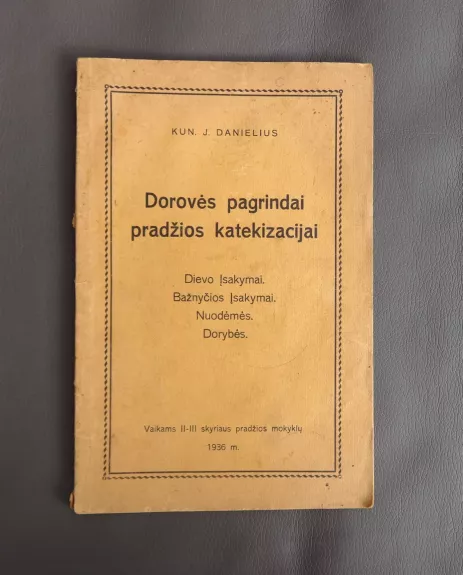 KUN. J. DANIELIUS
Dorovės pagrindai
pradžios katekizacijai
Dievo Įsakymai.
Bažnyčios Įsakymai.
Nuodėmės.
Dorybės.
Vaikams II-III skyriaus pradžios mokyklų
1936 m.